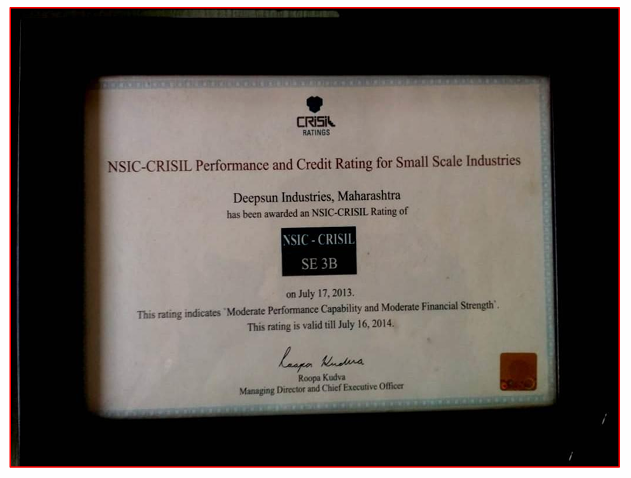 CRISIL
RATINGS
NSIC-CRISIL Performance and Credit Rating for Small Scale Industries
Deepsun Industries, Maharashtra
has been awarded an NSIC-CRISIL Rating of
NSIC - CRISIL
SE 3B
on July 17, 2013.
This rating indicates 'Moderate Performance Capability and Moderate Financial Strength'.
This rating is valid till July 16, 2014.
Roopa Kudva
Roopa Kudva
Managing Director and Chief Executive Officer